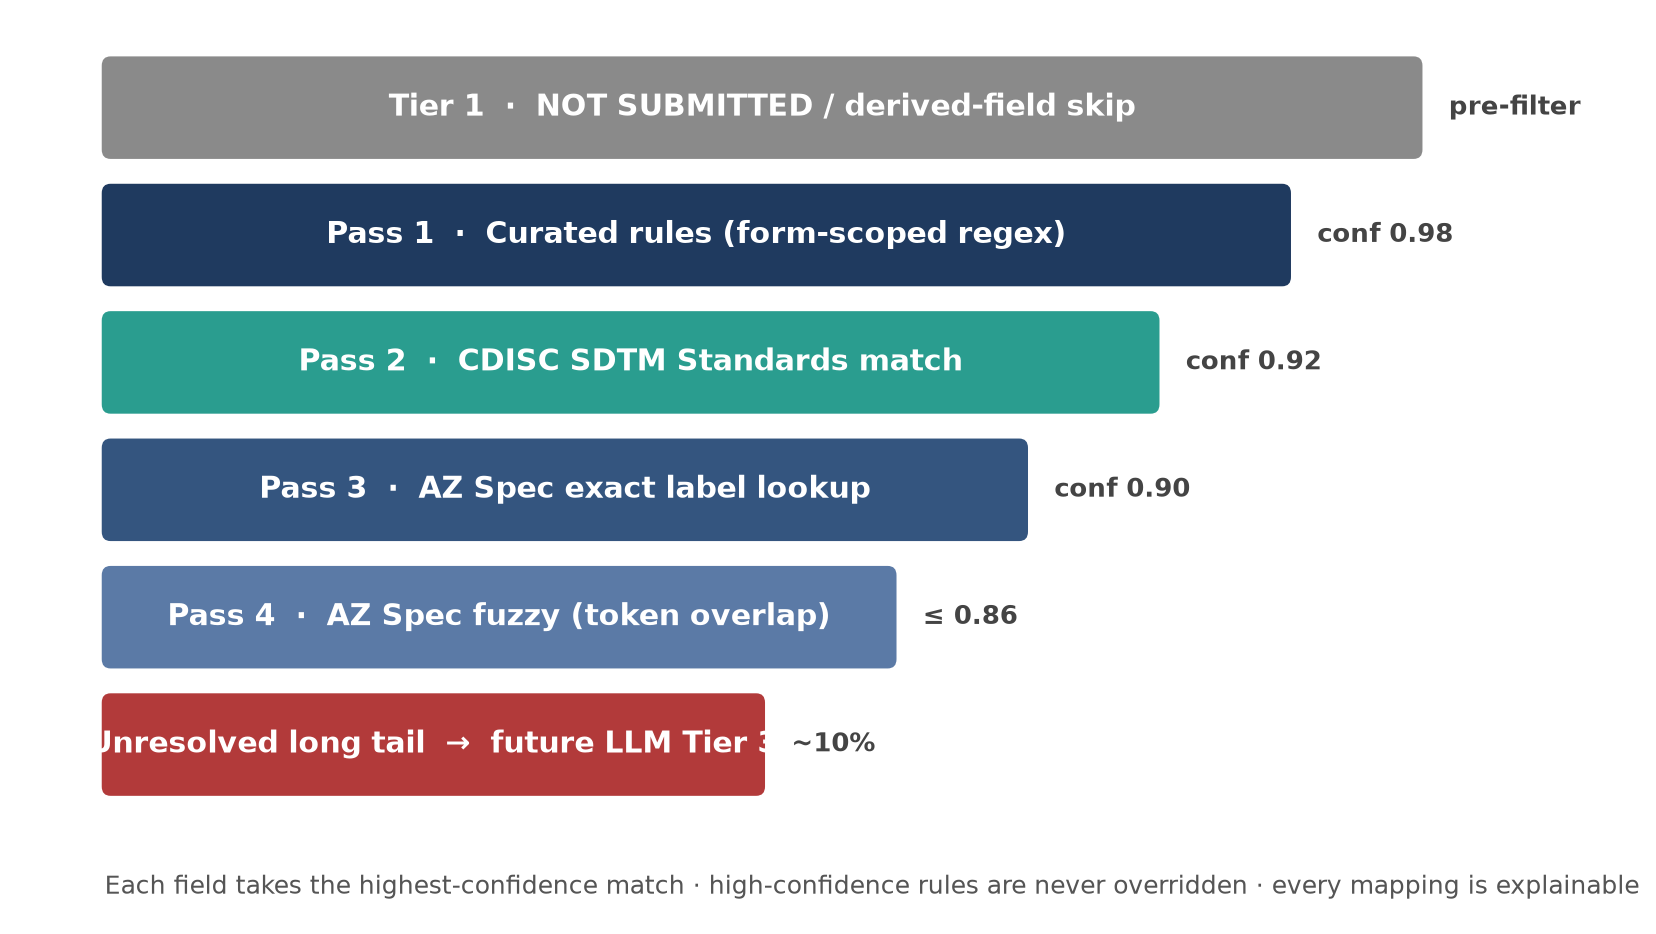 Tier 1 · NOT SUBMITTED / derived-field skip pre-filter
Pass 1 · Curated rules (form-scoped regex) conf 0.98
Pass 2 · CDISC SDTM Standards match conf 0.92
Pass 3 · AZ Spec exact label lookup conf 0.90
Pass 4 · AZ Spec fuzzy (token overlap) ≤ 0.86
Unresolved long tail → future LLM Tier 3 ~10%
Each field takes the highest-confidence match · high-confidence rules are never overridden · every mapping is explainable